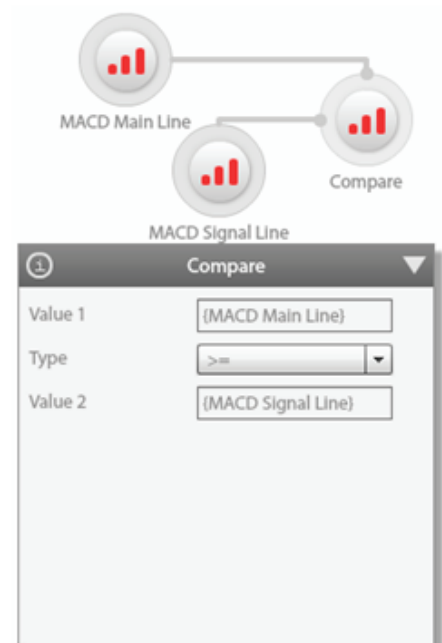 MACD Main Line
Compare
MACD Signal Line
Compare
Value 1 {MACD Main Line}
Type >=
Value 2 {MACD Signal Line}